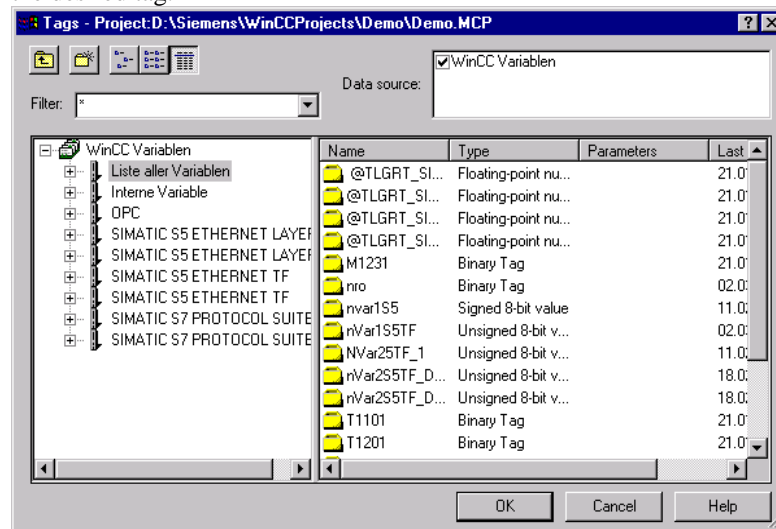 Tags - Project:D:\Siemens\WinCCProjects\Demo\Demo.MCP
Data source:
WinCC Variablen
Filter: *
WinCC Variablen
Liste aller Variablen
Interne Variable
OPC
SIMATIC S5 ETHERNET LAYER
SIMATIC S5 ETHERNET LAYER
SIMATIC S5 ETHERNET TF
SIMATIC S5 ETHERNET TF
SIMATIC S7 PROTOCOL SUITE
SIMATIC S7 PROTOCOL SUITE
Name Type Parameters Last
@TLGRT_SI... Floating-point nu... 21.0
@TLGRT_SI... Floating-point nu... 21.0
@TLGRT_SI... Floating-point nu... 21.0
@TLGRT_SI... Floating-point nu... 21.0
M1231 Binary Tag 21.0
nro Binary Tag 02.0
nvar1S5 Signed 8-bit value 11.0
nVar1S5TF Unsigned 8-bit v... 02.0
NVar25TF_1 Unsigned 8-bit v... 11.0
nVar2S5TF_D... Unsigned 8-bit v... 18.0
nVar2S5TF_D... Unsigned 8-bit v... 18.0
T1101 Binary Tag 21.0
T1201 Binary Tag 21.0
OK Cancel Help